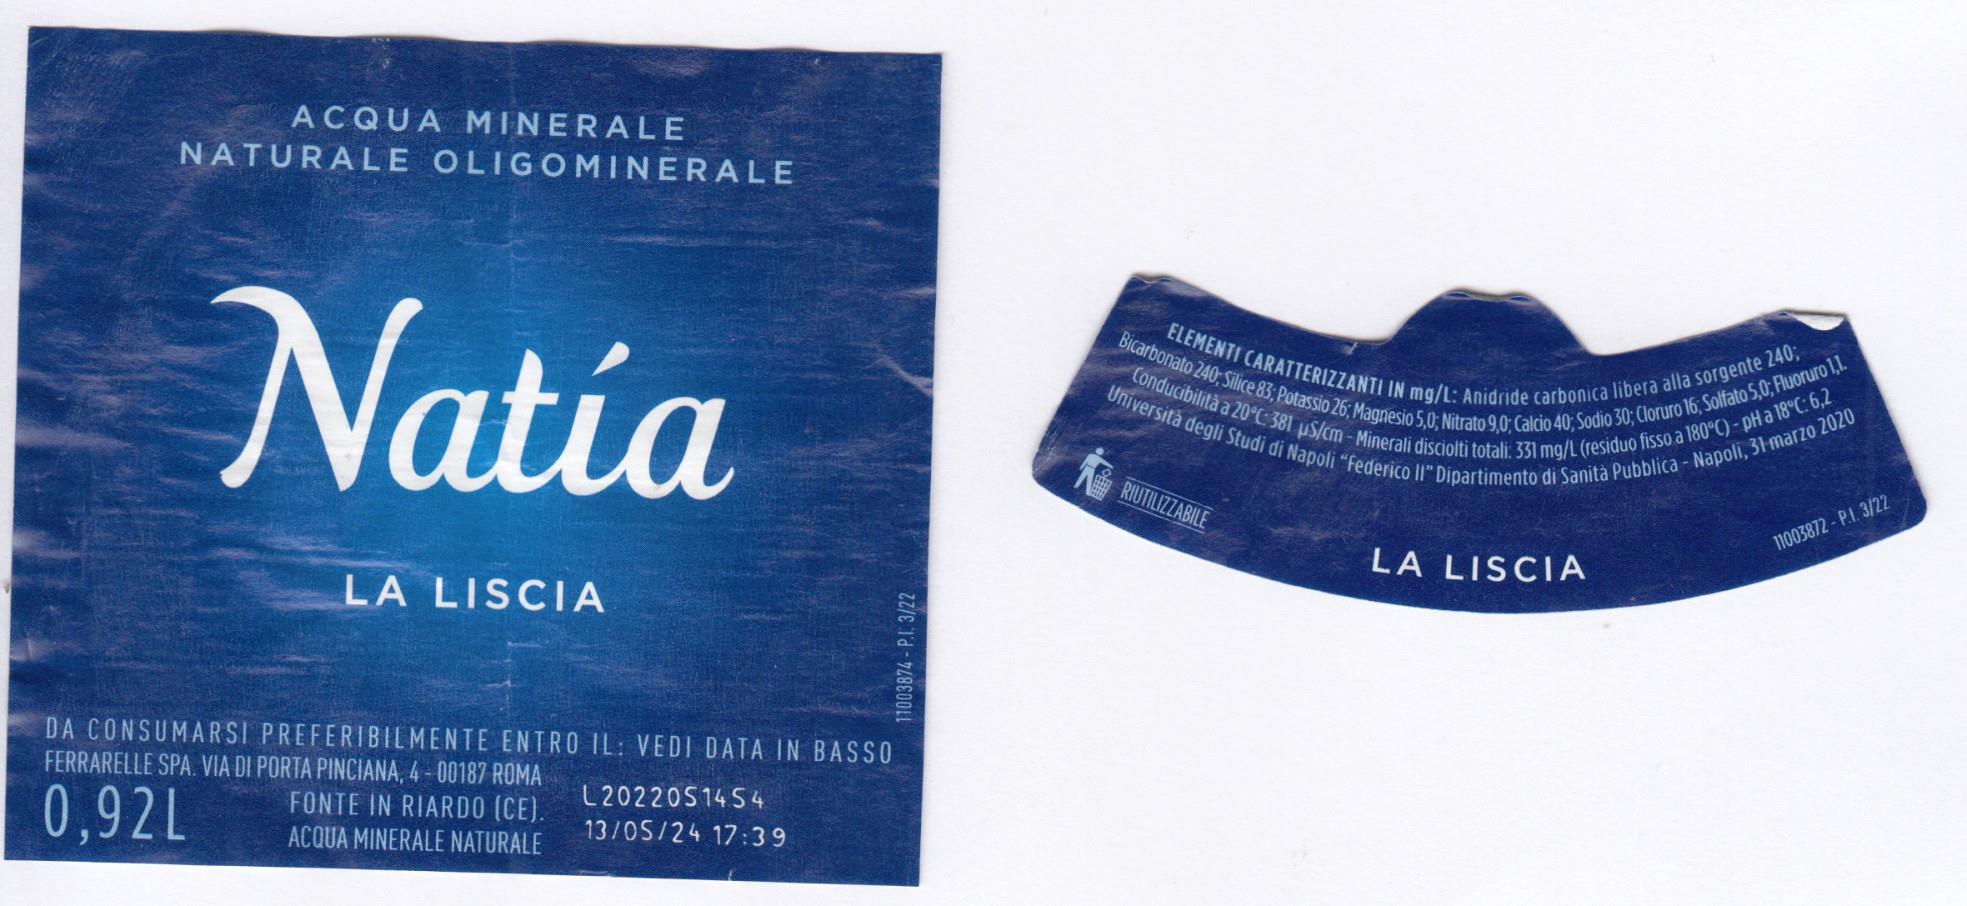 ACQUA MINERALE
NATURALE OLIGOMINERALE
Natía
LA LISCIA
11003874 - P.I. 3/22
DA CONSUMARSI PREFERIBILMENTE ENTRO IL: VEDI DATA IN BASSO
FERRARELLE SPA. VIA DI PORTA PINCIANA, 4 - 00187 ROMA
0,92L
FONTE IN RIARDO (CE).
ACQUA MINERALE NATURALE
L20220514S4
13/05/24 17:39
ELEMENTI CARATTERIZZANTI IN mg/L: Anidride carbonica libera alla sorgente 240;
Bicarbonato 240; Silice 83; Potassio 26; Magnesio 5,0; Nitrato 9,0; Calcio 40; Sodio 30; Cloruro 16; Solfato 5,0; Fluoruro 1,1.
Conducibilità a 20°C: 381 µS/cm - Minerali disciolti totali: 331 mg/L (residuo fisso a 180°C) - pH a 18°C: 6,2
Università degli Studi di Napoli "Federico II" Dipartimento di Sanità Pubblica - Napoli, 31 marzo 2020
RIUTILIZZABILE
LA LISCIA
11003872 - P.I. 3/22